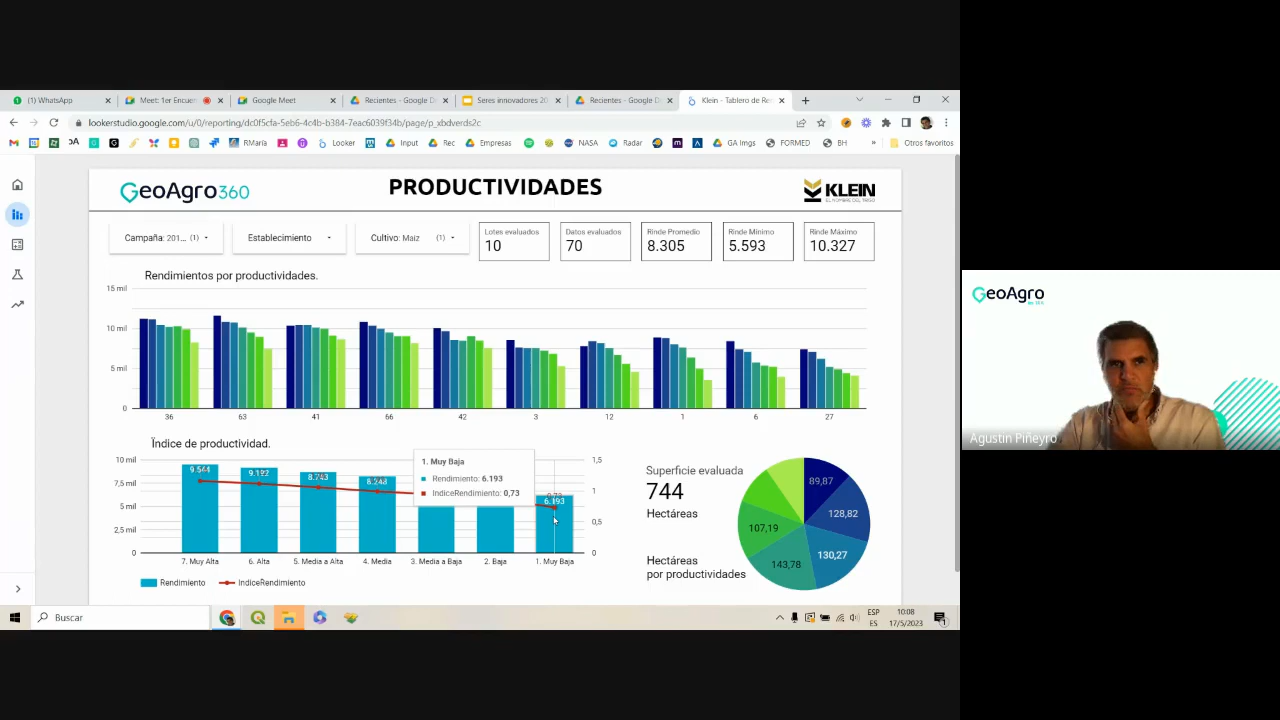 (1) WhatsApp
Meet: 1er Encuen
Google Meet
Recientes - Google D
Seres innovadores 20
Recientes - Google D
Klein - Tablero de Re
lookerstudio.google.com/u/0/reporting/dc0f5cfa-5eb6-4c4b-b384-7eac6039f34b/page/p_xbdverds2c
RMaría
Looker
Input
Rec
Empresas
NASA
Radar
GA Imgs
FORMED
BH
»
Otros favoritos
GeoAgro360
PRODUCTIVIDADES
KLEIN
Campaña: 201... (1)
Establecimiento
Cultivo: Maiz (1)
Lotes evaluados
10
Datos evaluados
70
Rinde Promedio
8.305
Rinde Mínimo
5.593
Rinde Máximo
10.327
Rendimientos por productividades.
15 mil
10 mil
5 mil
0
36 63 41 66 42 3 12 1 6 27
Índice de productividad.
10 mil
7,5 mil
5 mil
2,5 mil
0
9.544
9.192
8.743
8.248
6.193
1. Muy Baja
Rendimiento: 6.193
IndiceRendimiento: 0,73
1,5
1
0,5
0
7. Muy Alta
6. Alta
5. Media a Alta
4. Media
3. Media a Baja
2. Baja
1. Muy Baja
Rendimiento
IndiceRendimiento
Superficie evaluada
744
Hectáreas
Hectáreas
por productividades
89,87
128,82
130,27
143,78
107,19
Buscar
ESP
ES
10:08
17/5/2023
GeoAgro
Agustin Piñeyro